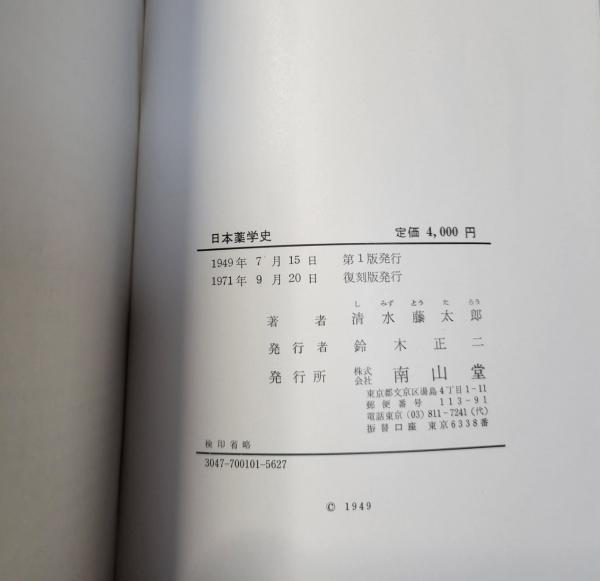 日本薬学史 定価 4,000 円
1949年 7月15日 第1版発行
1971年 9月20日 復刻版発行
しみずとうたろう
著者 清水藤太郎
発行者 鈴木正二
発行所 株式会社 南山堂
東京都文京区湯島4丁目1-11
郵便番号 113-91
電話東京 (03) 811-7241 (代)
振替口座 東京6338番
検印省略
3047-700101-5627
© 1949